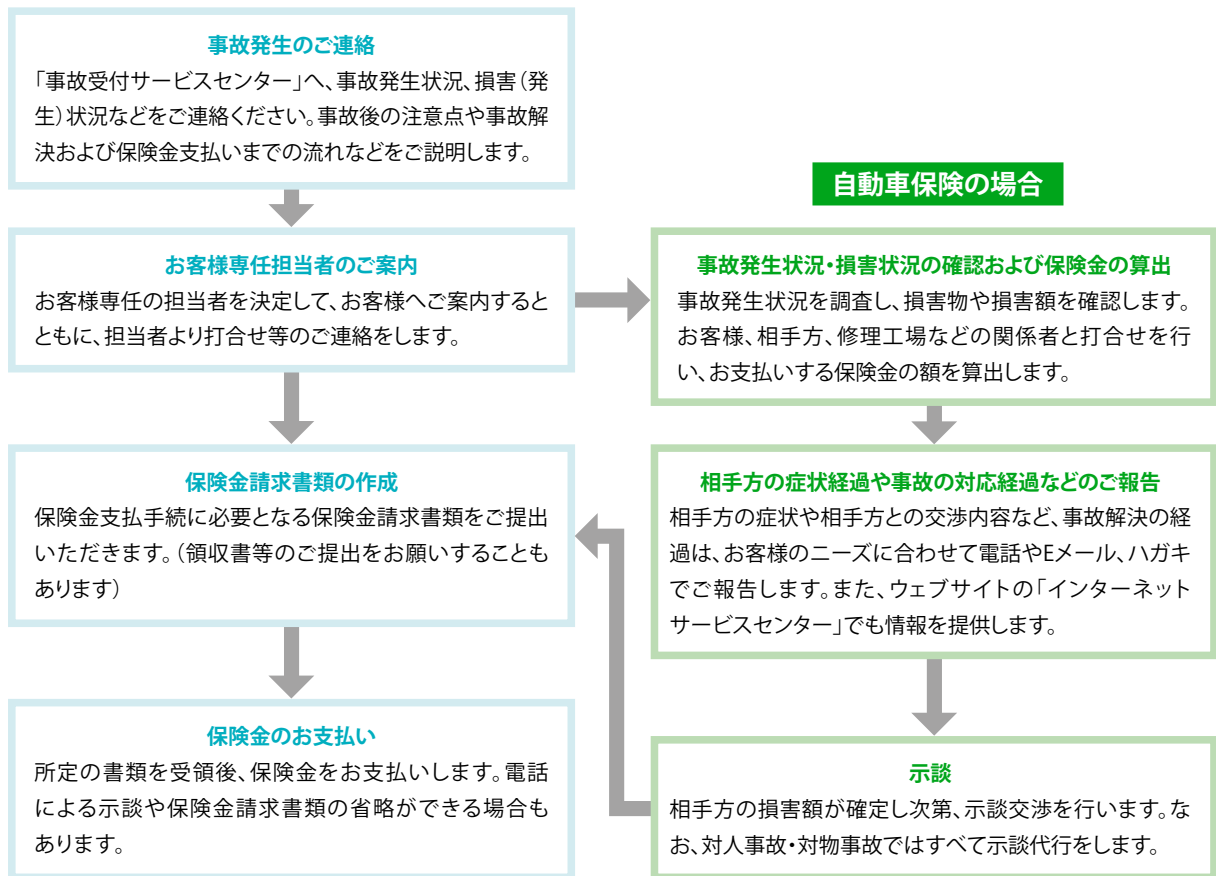 事故発生のご連絡
「事故受付サービスセンター」へ、事故発生状況、損害（発
生）状況などをご連絡ください。事故後の注意点や事故解
決および保険金支払いまでの流れなどをご説明します。
お客様専任担当者のご案内
お客様専任の担当者を決定して、お客様へご案内すると
ともに、担当者より打合せ等のご連絡をします。
保険金請求書類の作成
保険金支払手続に必要となる保険金請求書類をご提出
いただきます。（領収書等のご提出をお願いすることも
あります）
保険金のお支払い
所定の書類を受領後、保険金をお支払いします。電話
による示談や保険金請求書類の省略ができる場合も
あります。
自動車保険の場合
事故発生状況・損害状況の確認および保険金の算出
事故発生状況を調査し、損害物や損害額を確認します。
お客様、相手方、修理工場などの関係者と打合せを行
い、お支払いする保険金の額を算出します。
相手方の症状経過や事故の対応経過などのご報告
相手方の症状や相手方との交渉内容など、事故解決の経
過は、お客様のニーズに合わせて電話やEメール、ハガキ
でご報告します。また、ウェブサイトの「インターネット
サービスセンター」でも情報を提供します。
示談
相手方の損害額が確定し次第、示談交渉を行います。な
お、対人事故・対物事故ではすべて示談代行をします。